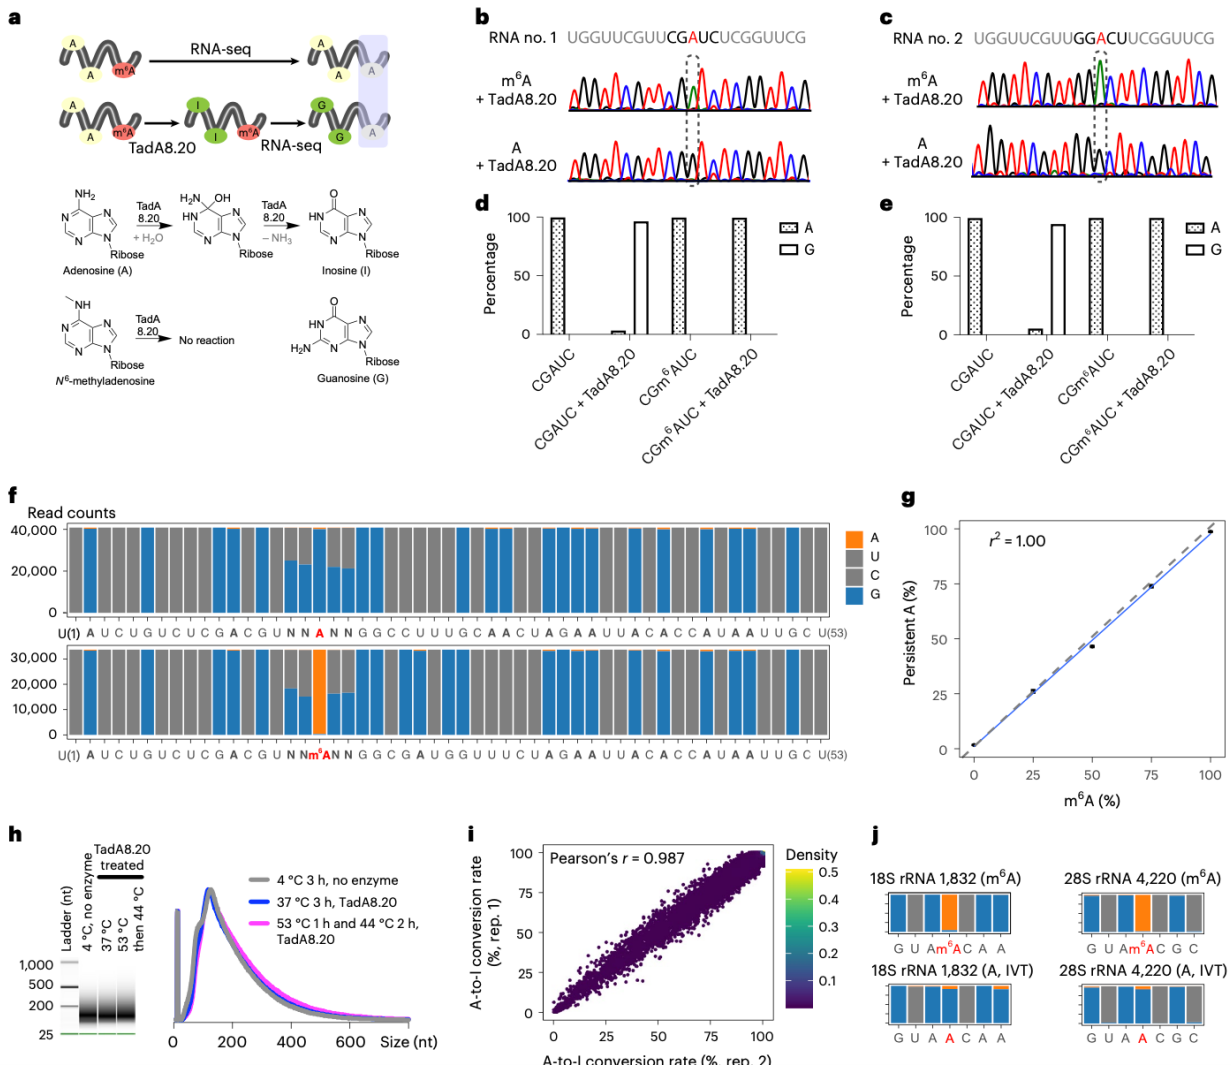 a
A
A
m⁶A
RNA-seq
A
A
A
A
A
m⁶A
TadA8.20
I
I
m⁶A
RNA-seq
G
G
A
NH₂
N
N
N
N
Ribose
Adenosine (A)
TadA
8.20
+ H₂O
H₂N OH
HN
N
N
N
Ribose
TadA
8.20
– NH₃
O
HN
N
N
N
Ribose
Inosine (I)
NH
N
N
N
N
Ribose
N⁶-methyladenosine
TadA
8.20
No reaction
O
HN
H₂N
N
N
N
Ribose
Guanosine (G)
b
RNA no. 1 UGGUUCGUUCGAUCUCGGUUCG
m⁶A
+ TadA8.20
A
+ TadA8.20
c
RNA no. 2 UGGUUCGUUGGACUUCGGUUCG
m⁶A
+ TadA8.20
A
+ TadA8.20
d
Percentage
100
50
0
A
G
CGAUC
CGAUC + TadA8.20
CGm⁶AUC
CGm⁶AUC + TadA8.20
e
Percentage
100
50
0
A
G
CGAUC
CGAUC + TadA8.20
CGm⁶AUC
CGm⁶AUC + TadA8.20
f
Read counts
40,000
20,000
0
U(1) A U C U G U C U C G A C G U N N A N N G G C C U U U G C A A C U A G A A U U A C A C C A U A A U U G C U(53)
30,000
20,000
10,000
0
U(1) A U C U G U C U C G A C G U N N m⁶A N N G G C G A U G G U U U C U A G A A U U A C A C C A U A A U U G C U(53)
A
U
C
G
g
r² = 1.00
Persistent A (%)
100
75
50
25
0
0 25 50 75 100
m⁶A (%)
h
Ladder (nt)
4 °C, no enzyme
TadA8.20
treated
37 °C
53 °C
then 44 °C
1,000
500
200
25
4 °C 3 h, no enzyme
37 °C 3 h, TadA8.20
53 °C 1 h and 44 °C 2 h,
TadA8.20
0 200 400 600 Size (nt)
i
Pearson's r = 0.987
A-to-I conversion rate
(%, rep. 1)
100
75
50
25
0
0 25 50 75 100
A-to-I conversion rate (%, rep. 2)
Density
0.5
0.4
0.3
0.2
0.1
j
18S rRNA 1,832 (m⁶A)
G U A m⁶A C A A
18S rRNA 1,832 (A, IVT)
G U A A C A A
28S rRNA 4,220 (m⁶A)
G U A m⁶A C G C
28S rRNA 4,220 (A, IVT)
G U A A C G C